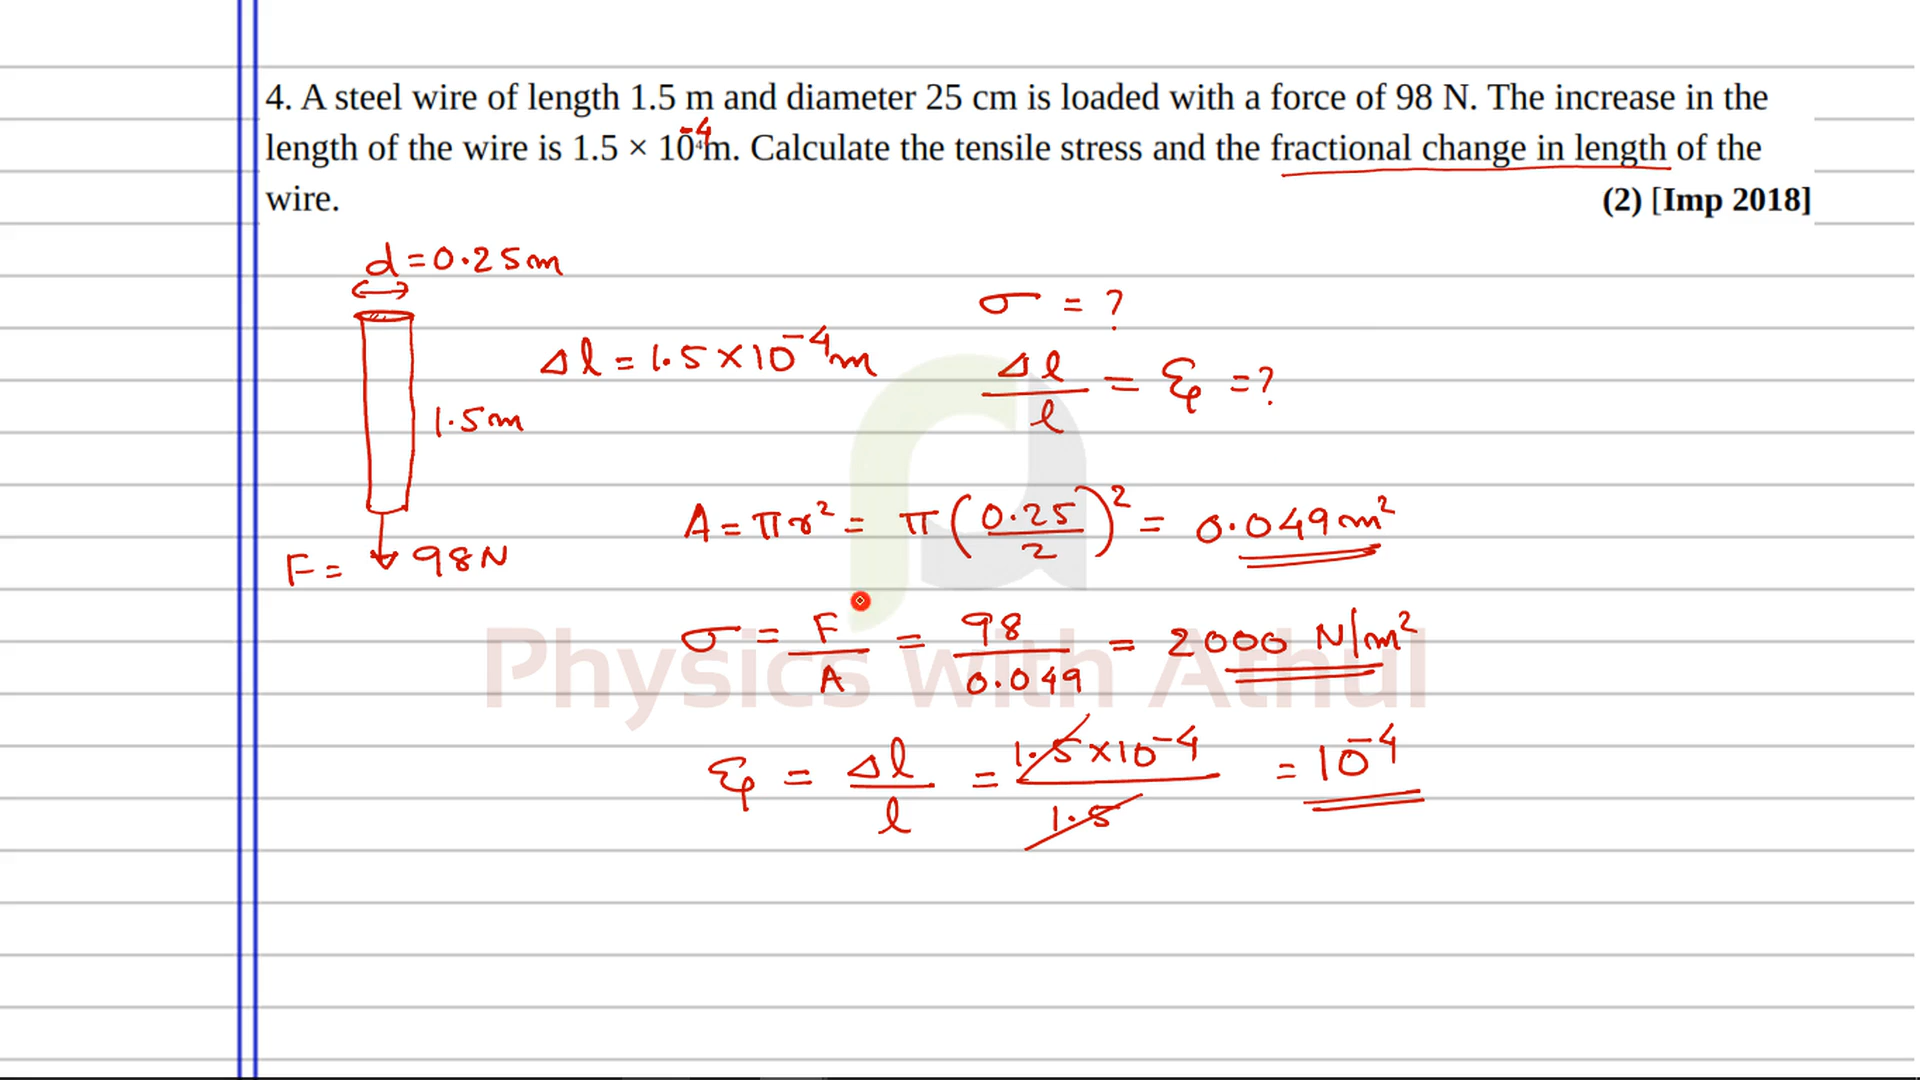 4. A steel wire of length 1.5 m and diameter 25 cm is loaded with a force of 98 N. The increase in the
length of the wire is 1.5 × 10⁻⁴m. Calculate the tensile stress and the fractional change in length of the
wire. (2) [Imp 2018]
d = 0.25m
σ = ?
Δl = 1.5 × 10⁻⁴ m
Δl/l = ε = ?
1.5m
A = πr² = π(0.25/2)² = 0.049 m²
F = 98N
σ = F/A = 98/0.049 = 2000 N/m²
Physics with Athul
ε = Δl/l = 1.5×10⁻⁴/1.5 = 10⁻⁴